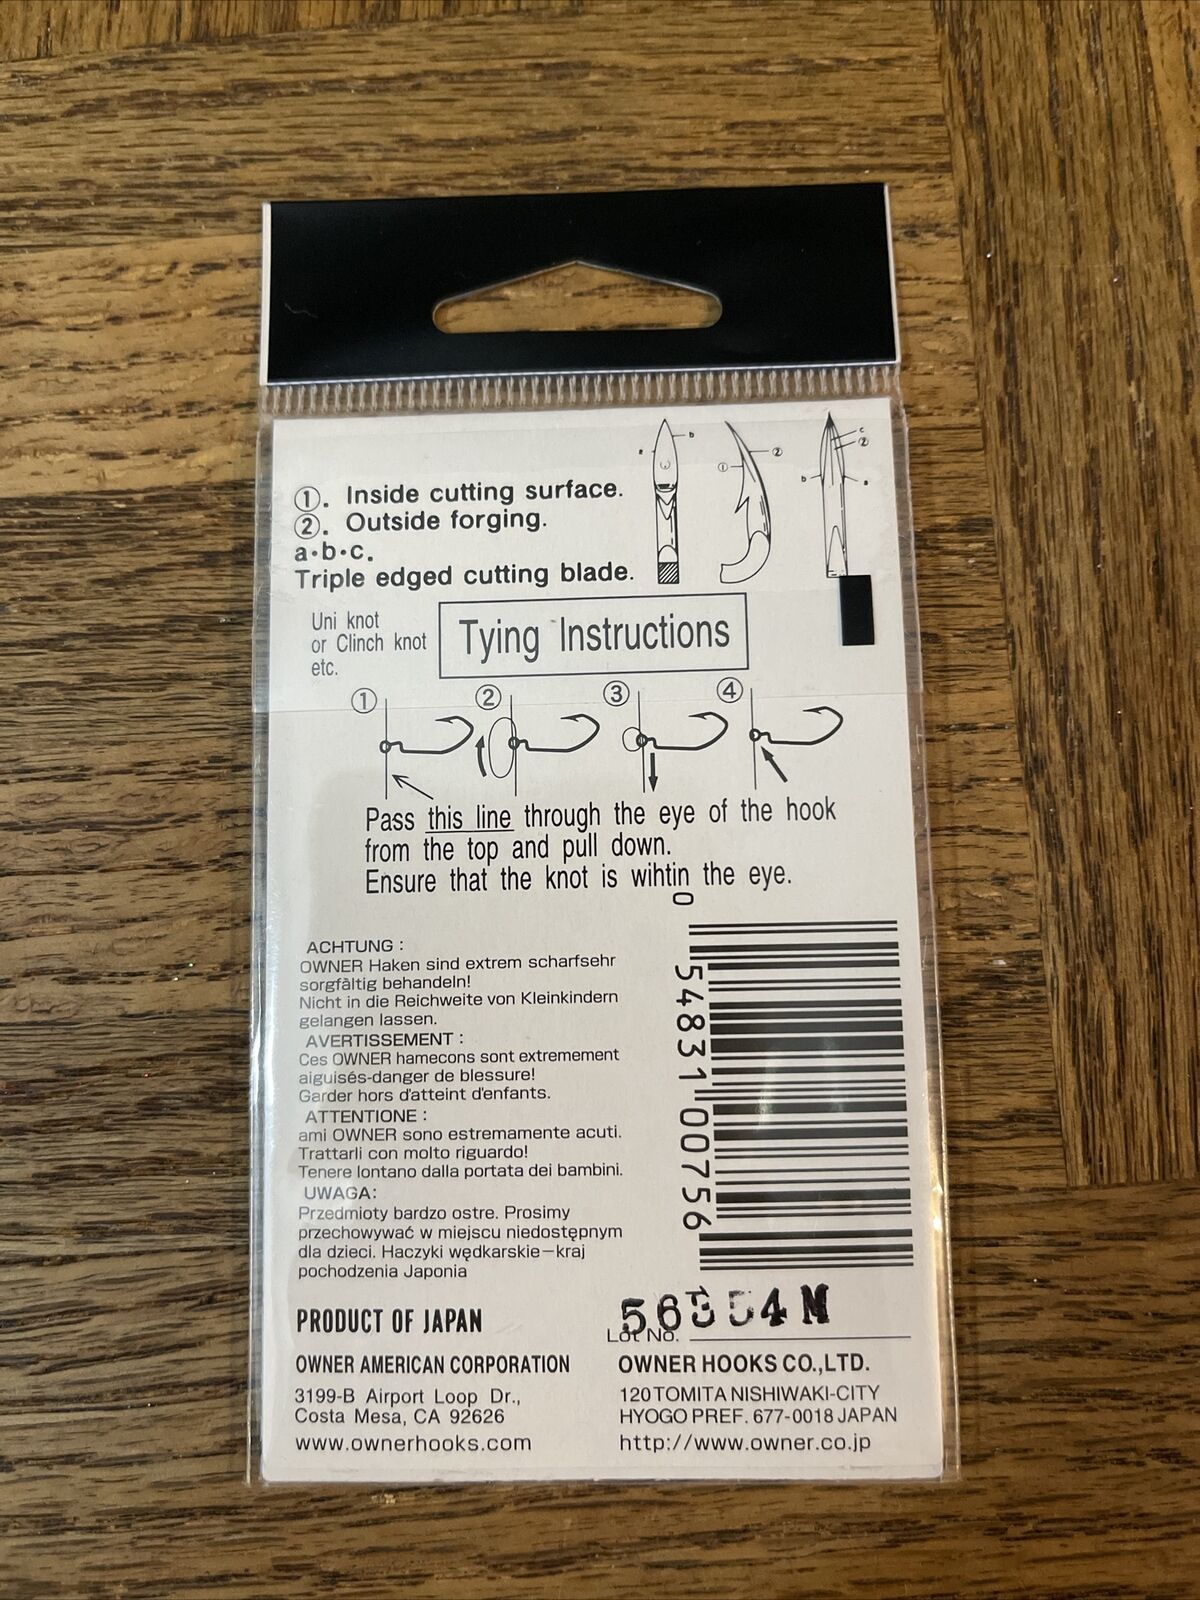 ①. Inside cutting surface.
②. Outside forging.
a·b·c.
Triple edged cutting blade.
a b
① ②
c
②
b a
Uni knot
or Clinch knot
etc.
Tying Instructions
① ② ③ ④
Pass this line through the eye of the hook
from the top and pull down.
Ensure that the knot is wihtin the eye.
ACHTUNG :
OWNER Haken sind extrem scharfsehr
sorgfältig behandeln!
Nicht in die Reichweite von Kleinkindern
gelangen lassen.
AVERTISSEMENT :
Ces OWNER hamecons sont extremement
aiguisés-danger de blessure!
Garder hors d'atteint d'enfants.
ATTENTIONE :
ami OWNER sono estremamente acuti.
Trattarli con molto riguardo!
Tenere lontano dalla portata dei bambini.
UWAGA:
Przedmioty bardzo ostre. Prosimy
przechowywać w miejscu niedostępnym
dla dzieci. Haczyki wędkarskie-kraj
pochodzenia Japonia
0 54831 00756
PRODUCT OF JAPAN
Lot No.
OWNER AMERICAN CORPORATION
3199-B Airport Loop Dr.,
Costa Mesa, CA 92626
www.ownerhooks.com
OWNER HOOKS CO.,LTD.
120 TOMITA NISHIWAKI-CITY
HYOGO PREF. 677-0018 JAPAN
http://www.owner.co.jp